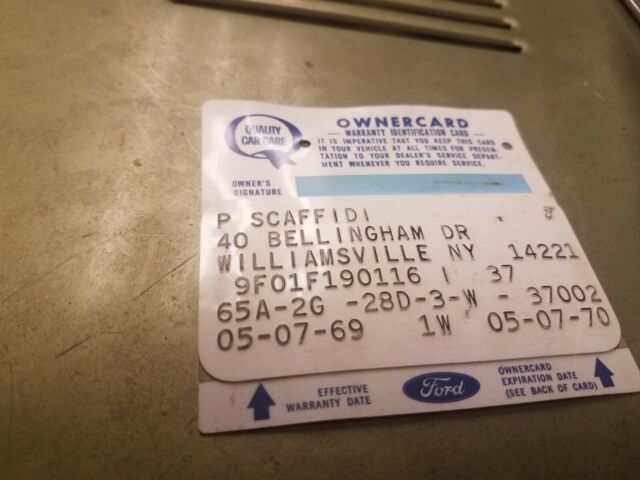 QUALITY
CAR CARE
OWNERCARD
WARRANTY IDENTIFICATION CARD
IT IS IMPERATIVE THAT YOU KEEP THIS CARD
IN YOUR VEHICLE AT ALL TIMES FOR PRESEN-
TATION TO YOUR DEALER'S SERVICE DEPART-
MENT WHENEVER YOU REQUIRE SERVICE.
OWNER'S
SIGNATURE
P SCAFFIDI
40 BELLINGHAM DR
WILLIAMSVILLE NY 14221
9F01F190116 1 37
65A-2G -28D-3-W - 37002
05-07-69 1W 05-07-70
EFFECTIVE
WARRANTY DATE
Ford
OWNERCARD
EXPIRATION DATE
(SEE BACK OF CARD)